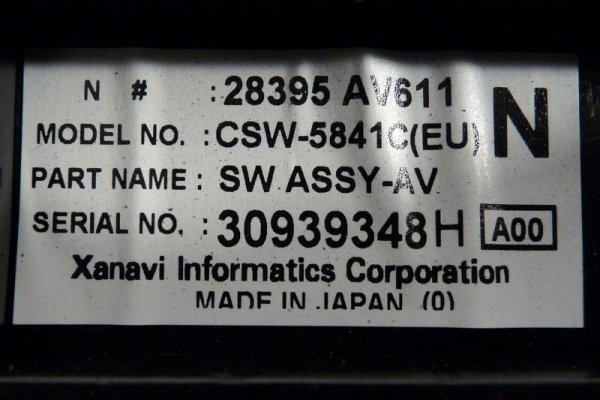 N # : 28395 AV611 N
MODEL NO. : CSW-5841C(EU)
PART NAME : SW ASSY-AV
SERIAL NO. : 30939348H A00
Xanavi Informatics Corporation
MADE IN JAPAN (0)